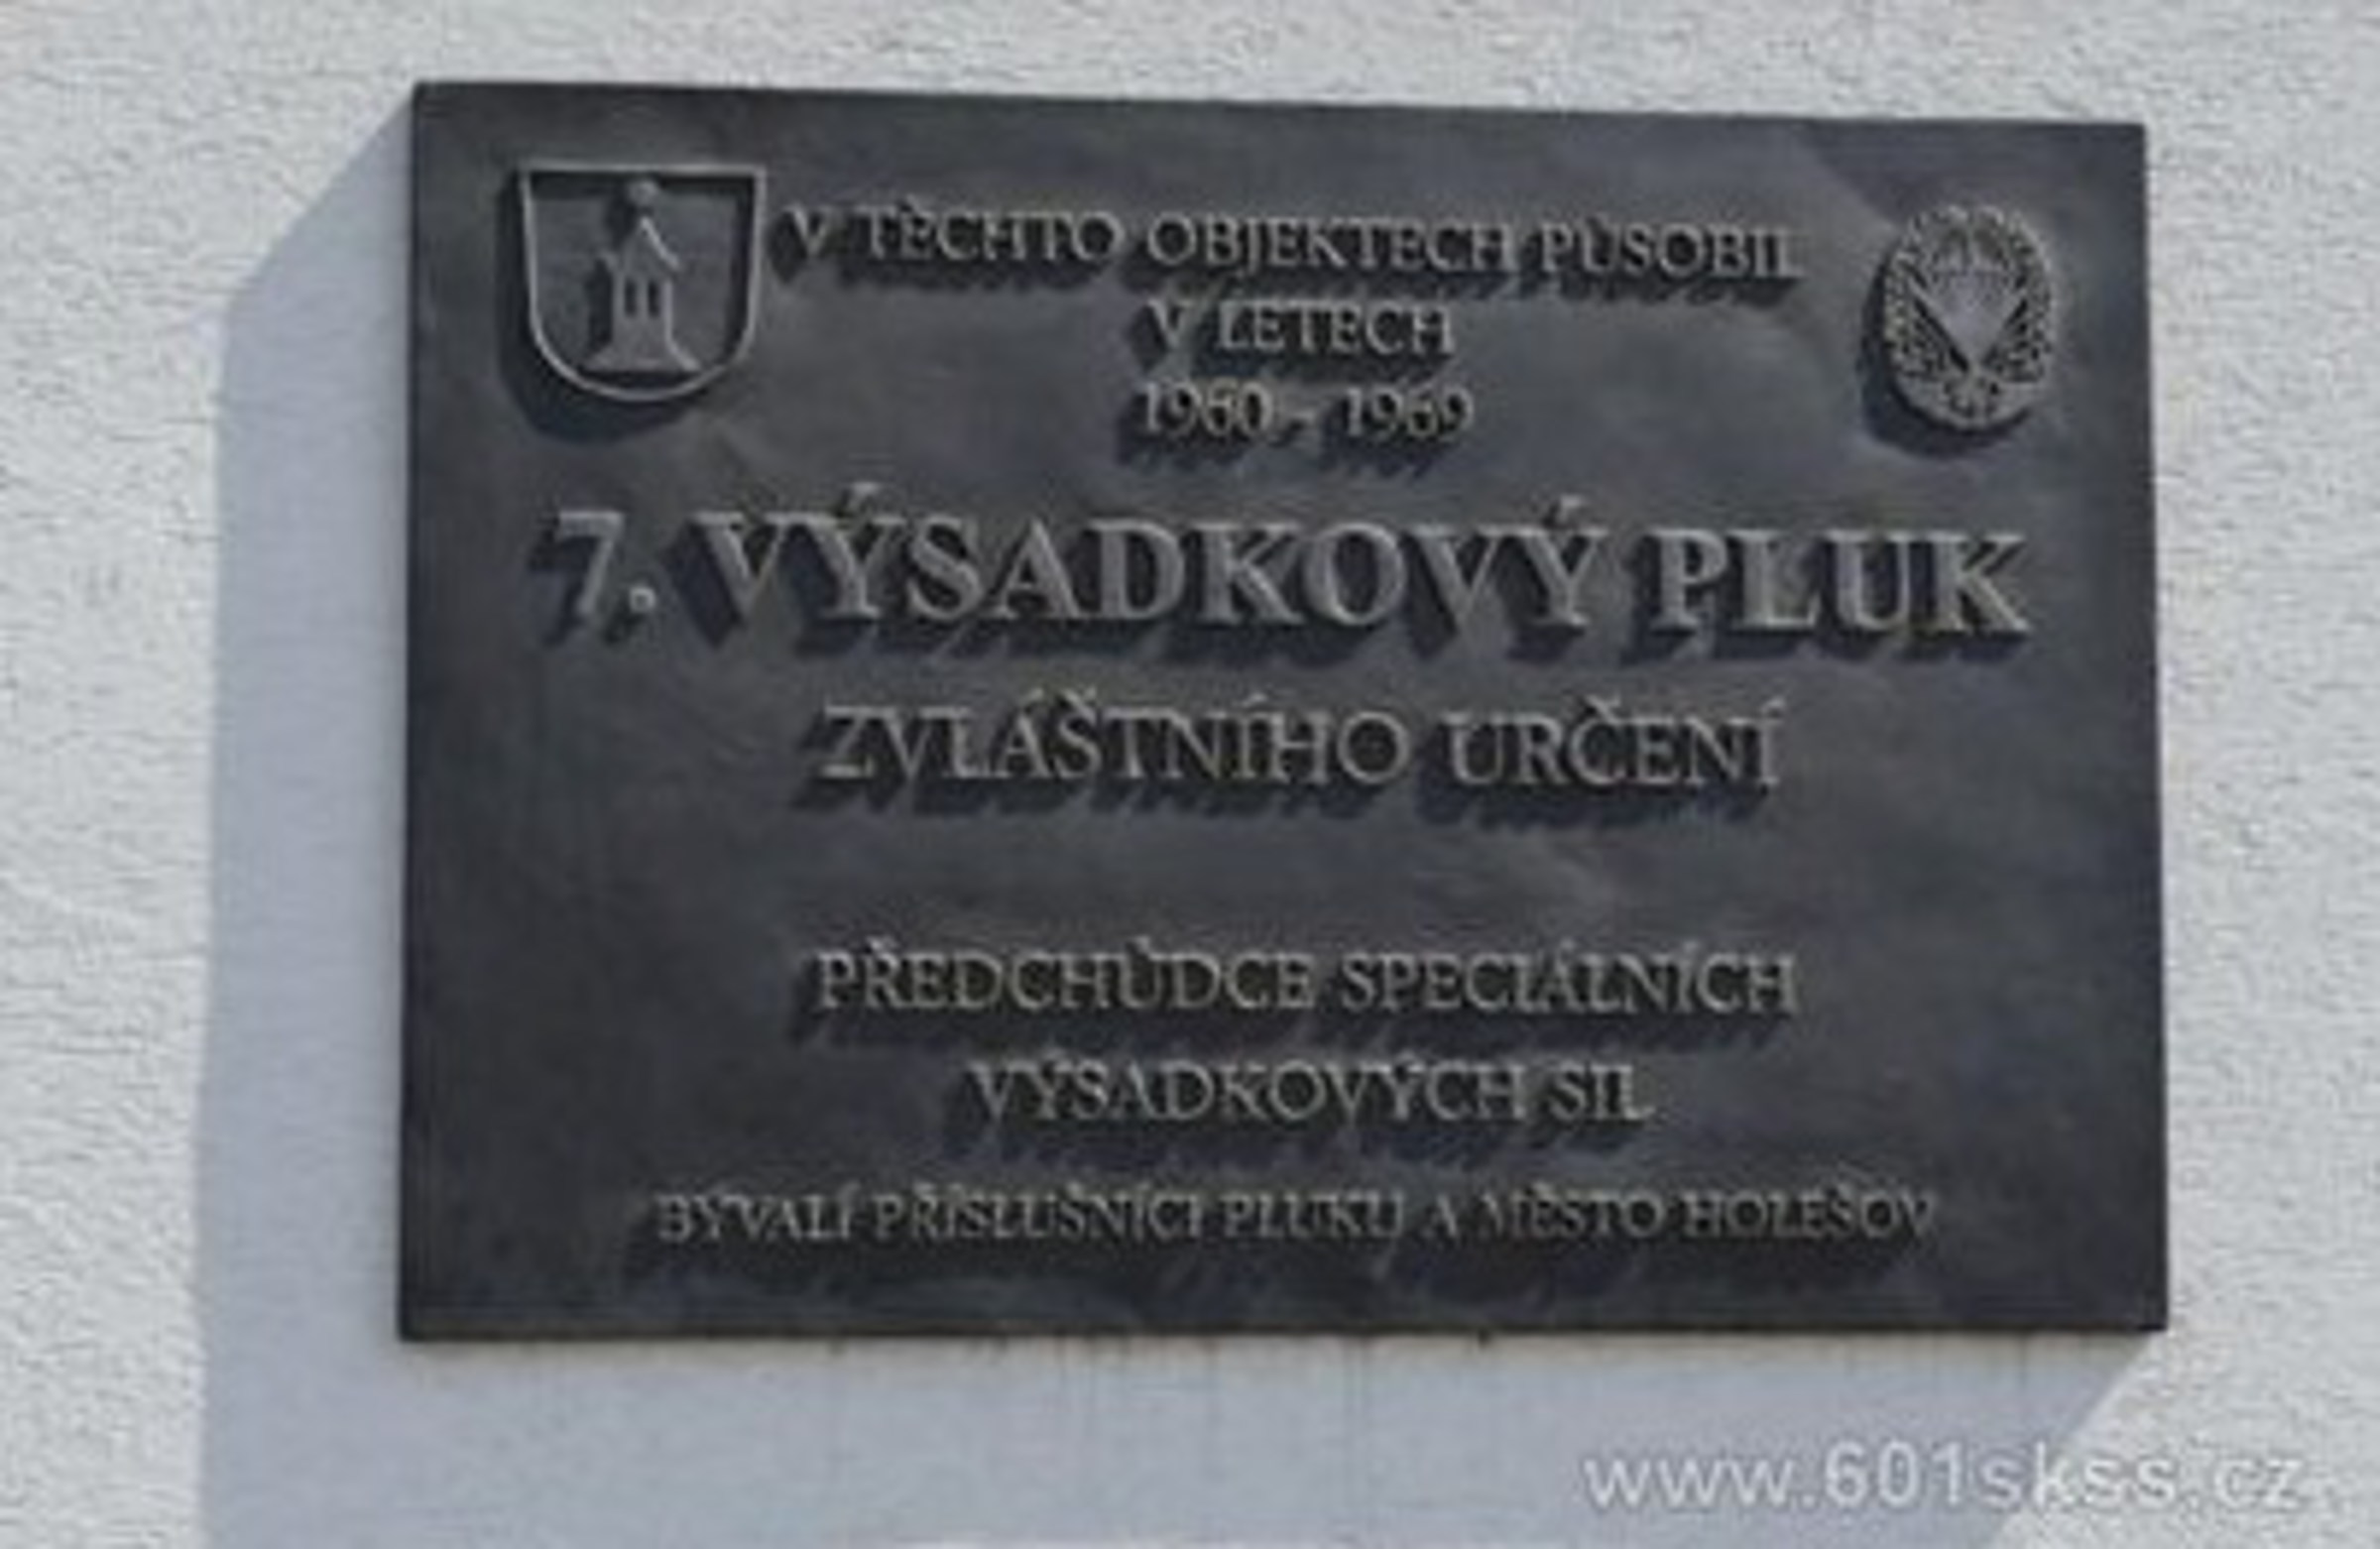 V TĚCHTO OBJEKTECH PŮSOBIL
V LETECH
1960 - 1969
7. VÝSADKOVÝ PLUK
ZVLÁŠTNÍHO URČENÍ
PŘEDCHŮDCE SPECIÁLNÍCH
VÝSADKOVÝCH SIL
BÝVALÍ PŘÍSLUŠNÍCI PLUKU A MĚSTO HOLEŠOV
www.601skss.cz